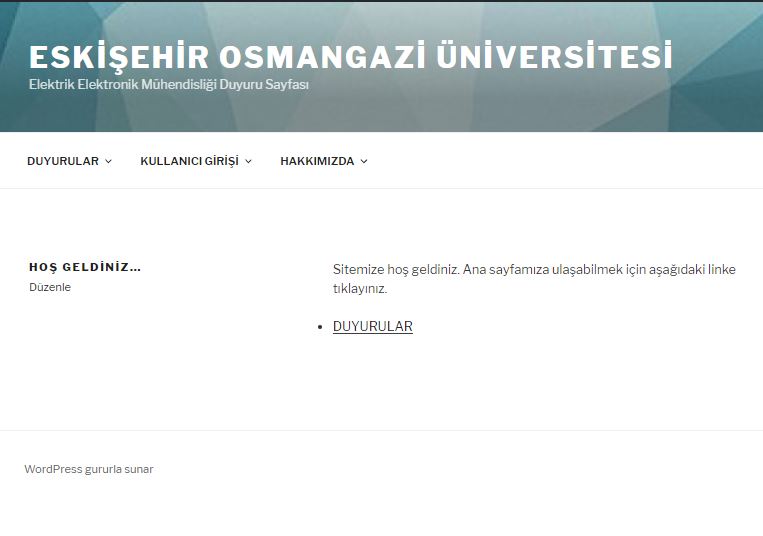 ESKİŞEHİR OSMANGAZİ ÜNİVERSİTESİ
Elektrik Elektronik Mühendisliği Duyuru Sayfası
DUYURULAR
KULLANICI GİRİŞİ
HAKKIMIZDA
HOŞ GELDİNİZ...
Düzenle
Sitemize hoş geldiniz. Ana sayfamıza ulaşabilmek için aşağıdaki linke
tıklayınız.
• DUYURULAR
WordPress gururla sunar